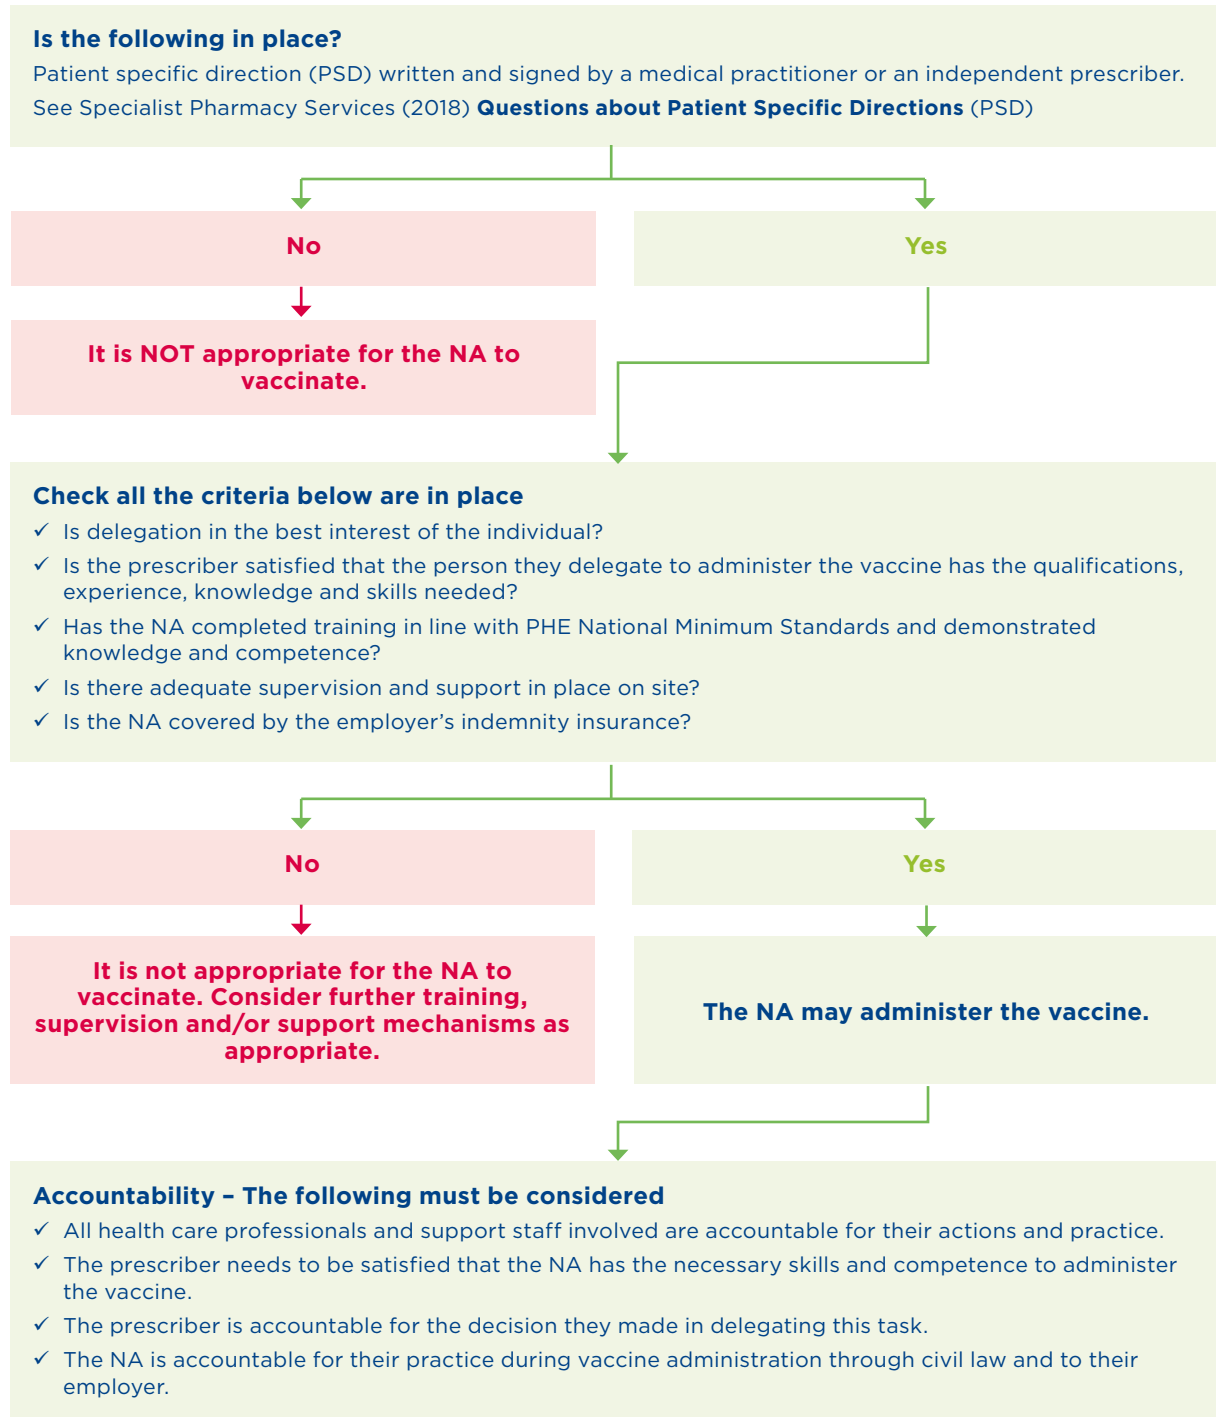 Is the following in place?
Patient specific direction (PSD) written and signed by a medical practitioner or an independent prescriber.
See Specialist Pharmacy Services (2018) Questions about Patient Specific Directions (PSD)
No
Yes
It is NOT appropriate for the NA to
vaccinate.
Check all the criteria below are in place
✓ Is delegation in the best interest of the individual?
✓ Is the prescriber satisfied that the person they delegate to administer the vaccine has the qualifications,
experience, knowledge and skills needed?
✓ Has the NA completed training in line with PHE National Minimum Standards and demonstrated
knowledge and competence?
✓ Is there adequate supervision and support in place on site?
✓ Is the NA covered by the employer’s indemnity insurance?
No
Yes
It is not appropriate for the NA to
vaccinate. Consider further training,
supervision and/or support mechanisms as
appropriate.
The NA may administer the vaccine.
Accountability – The following must be considered
✓ All health care professionals and support staff involved are accountable for their actions and practice.
✓ The prescriber needs to be satisfied that the NA has the necessary skills and competence to administer
the vaccine.
✓ The prescriber is accountable for the decision they made in delegating this task.
✓ The NA is accountable for their practice during vaccine administration through civil law and to their
employer.